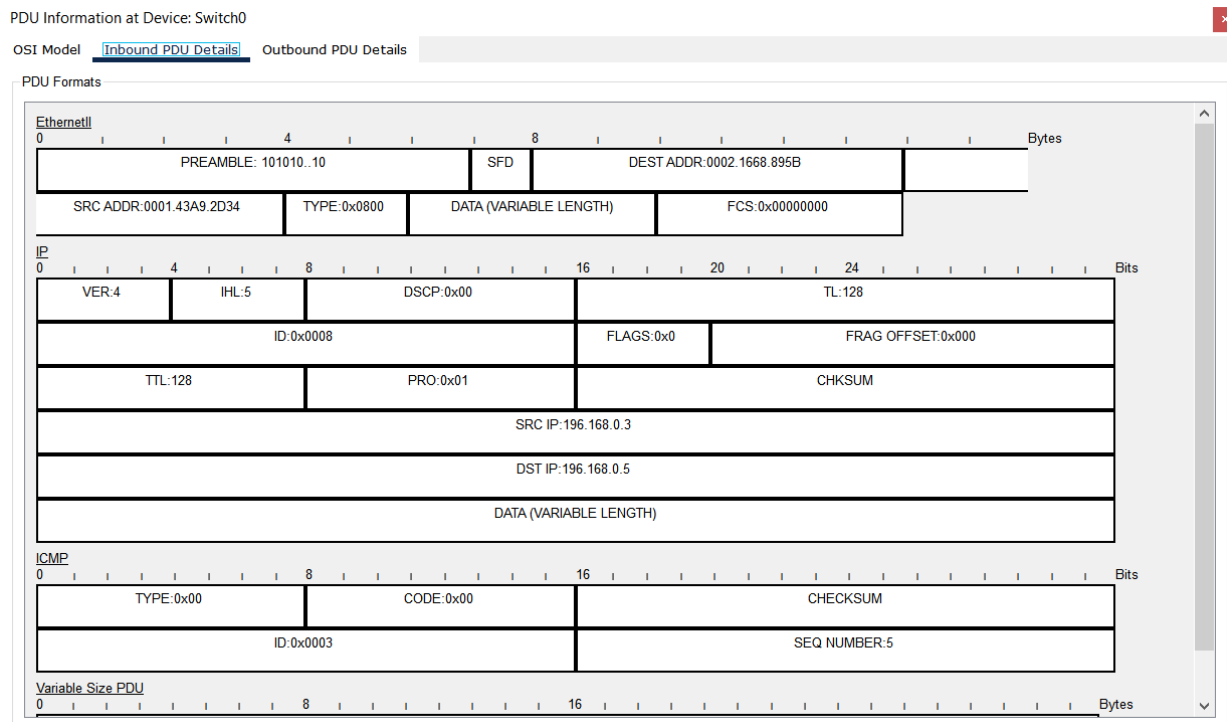 PDU Information at Device: Switch0
OSI Model Inbound PDU Details Outbound PDU Details
PDU Formats
EthernetII
0 4 8 Bytes
PREAMBLE: 101010..10 SFD DEST ADDR:0002.1668.895B
SRC ADDR:0001.43A9.2D34 TYPE:0x0800 DATA (VARIABLE LENGTH) FCS:0x00000000
IP
0 4 8 16 20 24 Bits
VER:4 IHL:5 DSCP:0x00 TL:128
ID:0x0008 FLAGS:0x0 FRAG OFFSET:0x000
TTL:128 PRO:0x01 CHKSUM
SRC IP:196.168.0.3
DST IP:196.168.0.5
DATA (VARIABLE LENGTH)
ICMP
0 8 16 Bits
TYPE:0x00 CODE:0x00 CHECKSUM
ID:0x0003 SEQ NUMBER:5
Variable Size PDU
0 8 16 Bytes